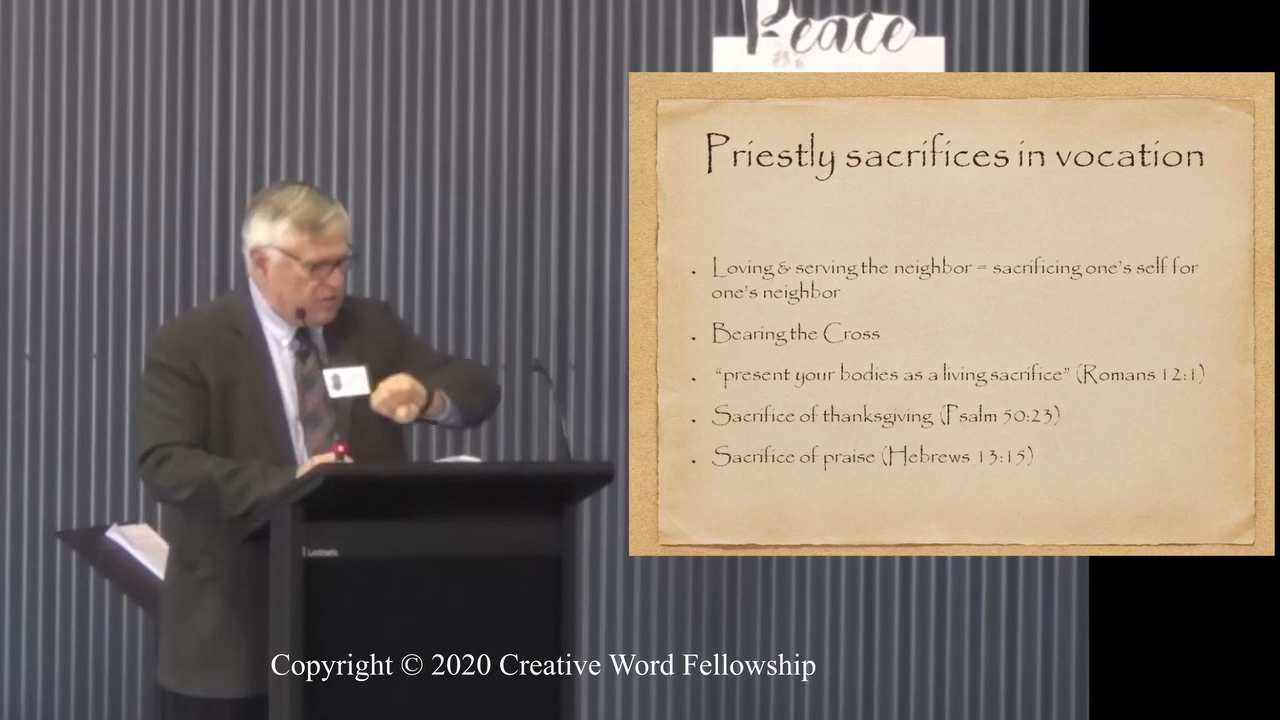 Peace
Priestly sacrifices in vocation
. Loving & serving the neighbor = sacrificing one's self for
one's neighbor
. Bearing the Cross
. “present your bodies as a living sacrifice” (Romans 12:1)
. Sacrifice of thanksgiving (Psalm 50:23)
. Sacrifice of praise (Hebrews 13:15)
Copyright © 2020 Creative Word Fellowship